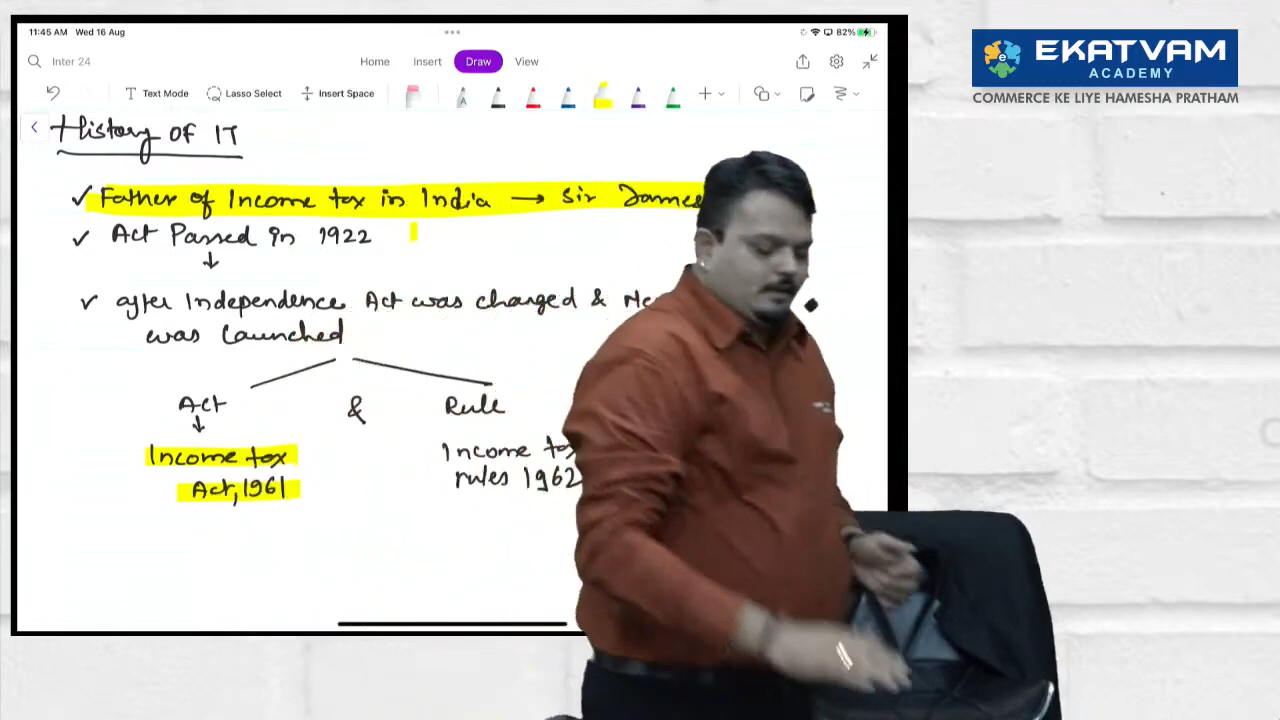 11:45 AM Wed 16 Aug
82%
Inter 24
Home Insert Draw View
Text Mode Lasso Select Insert Space
EKATVAM
ACADEMY
COMMERCE KE LIYE HAMESHA PRATHAM
History of IT
✓ Father of Income tax in India → Sir James
✓ Act Passed in 1922
↓
✓ after Independence Act was changed &
was launched
Act & Rule
↓
Income tax
Act, 1961
Income tax
rules 1962